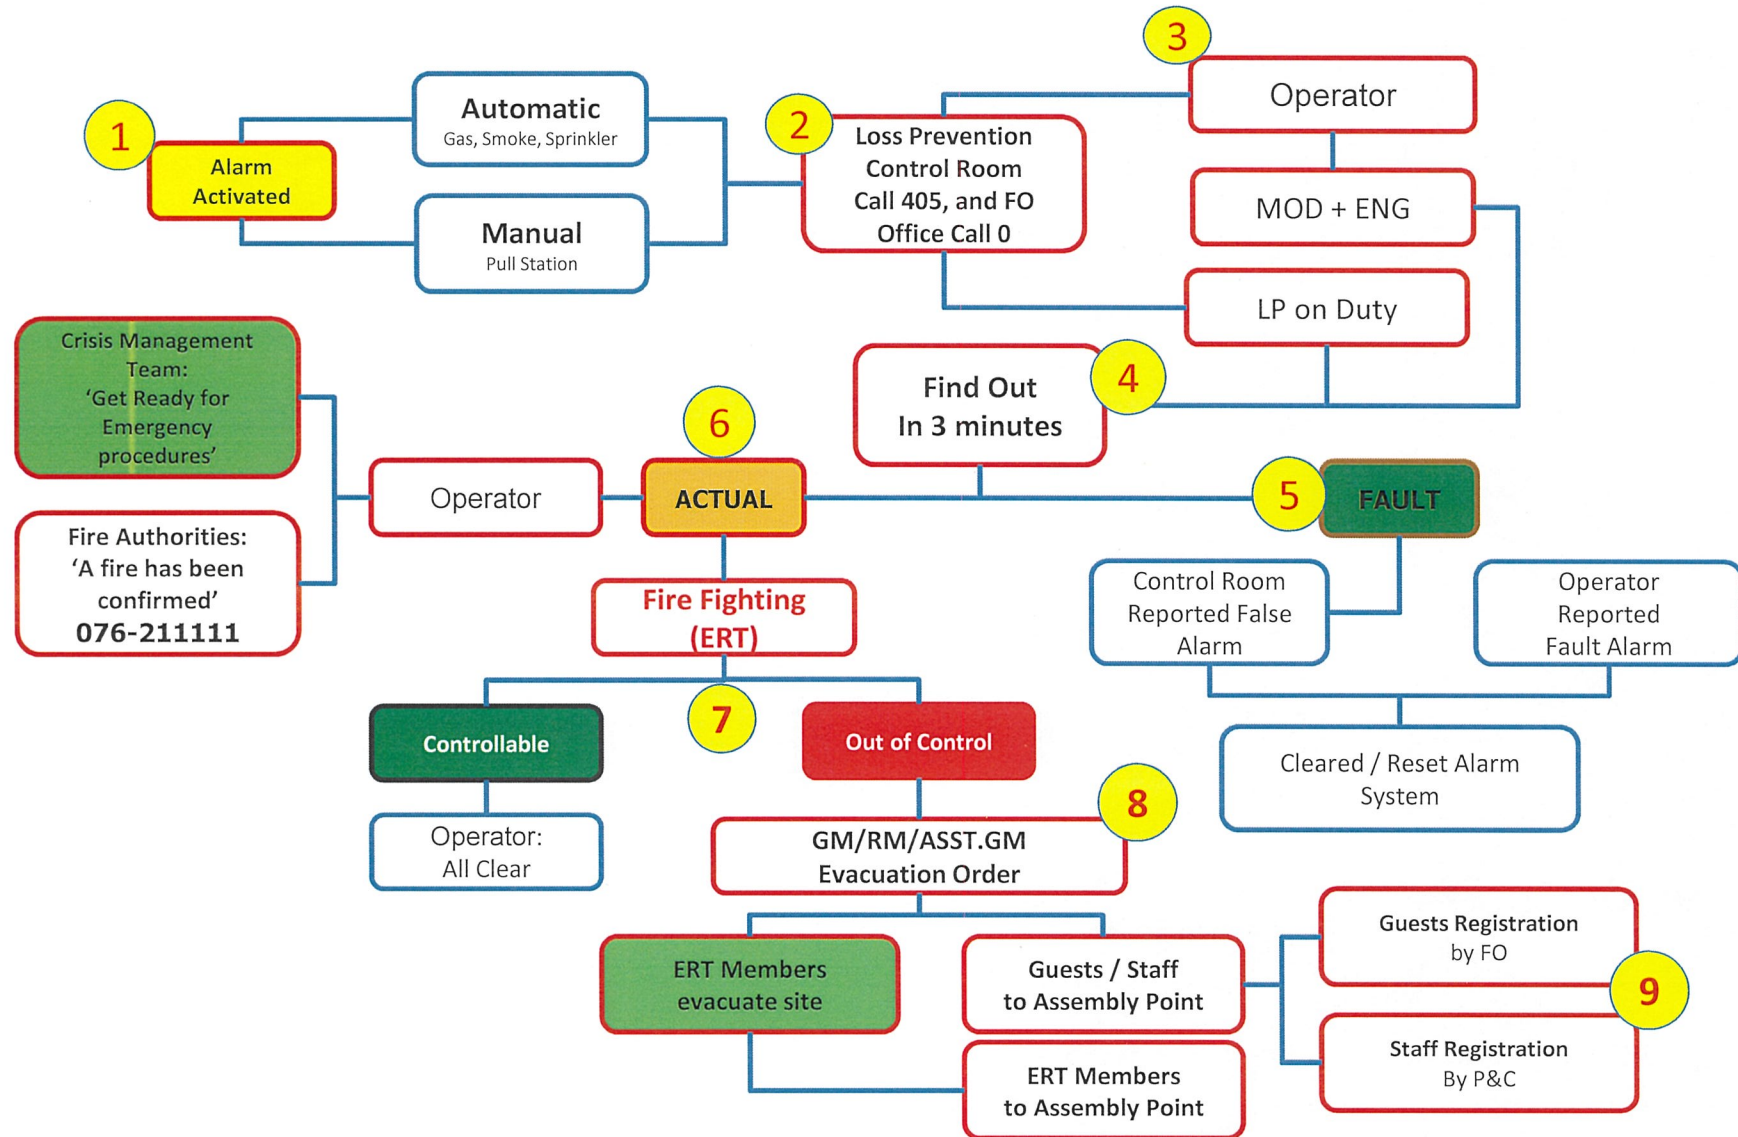 1
Alarm
Activated
Automatic
Gas, Smoke, Sprinkler
Manual
Pull Station
2
Loss Prevention
Control Room
Call 405, and FO
Office Call 0
3
Operator
MOD + ENG
LP on Duty
4
Find Out
In 3 minutes
5
FAULT
Control Room
Reported False
Alarm
Operator
Reported
Fault Alarm
Cleared / Reset Alarm
System
6
ACTUAL
Operator
Crisis Management
Team:
‘Get Ready for
Emergency
procedures’
Fire Authorities:
‘A fire has been
confirmed’
076-211111
Fire Fighting
(ERT)
7
Controllable
Operator:
All Clear
Out of Control
8
GM/RM/ASST.GM
Evacuation Order
ERT Members
evacuate site
Guests / Staff
to Assembly Point
ERT Members
to Assembly Point
9
Guests Registration
by FO
Staff Registration
By P&C